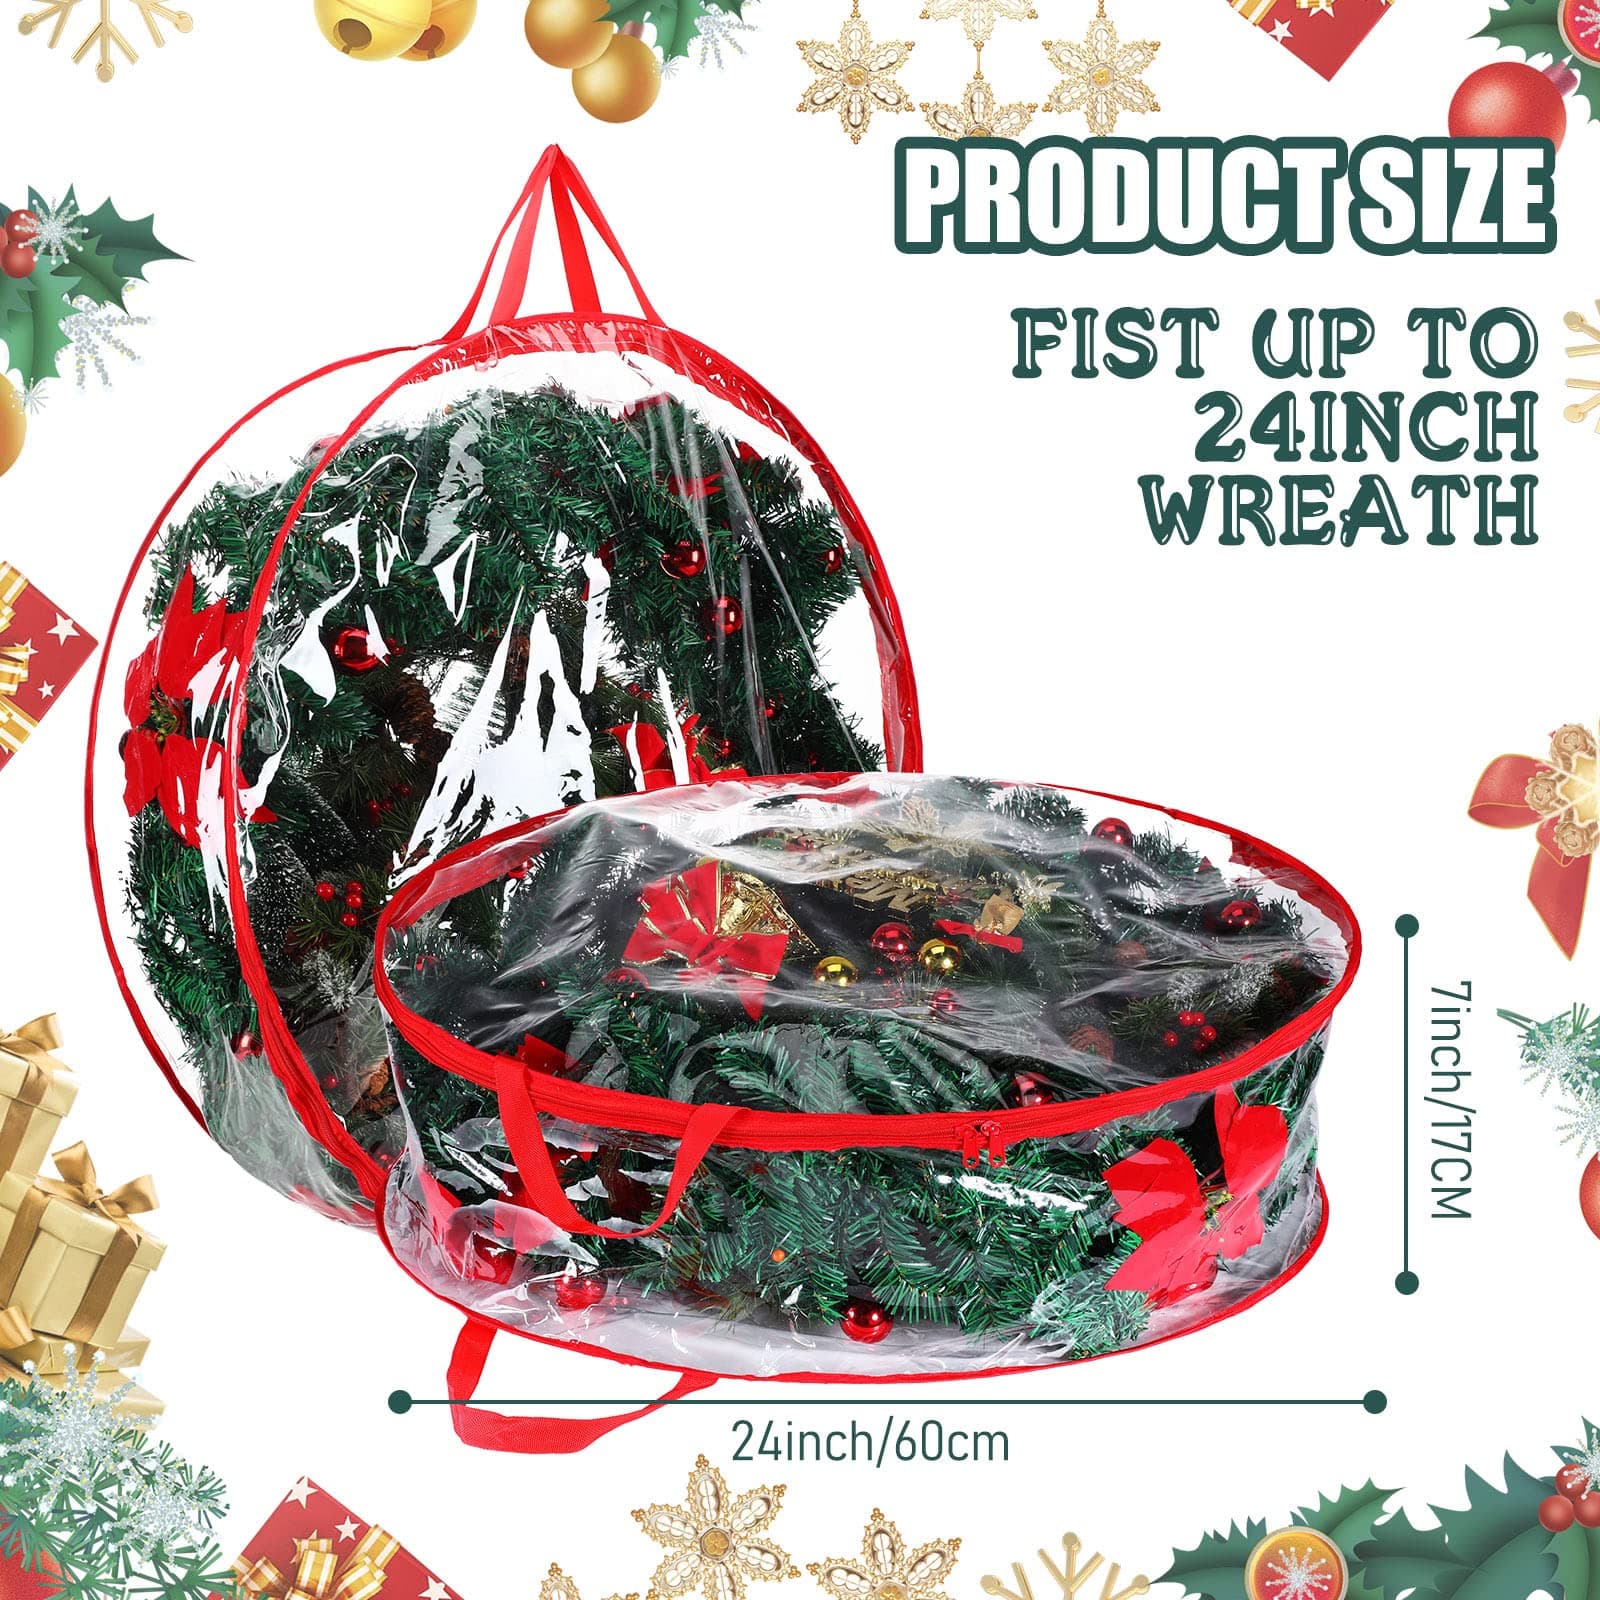 PRODUCT SIZE
FIST UP TO
24INCH
WREATH
7inch/17CM
24inch/60cm